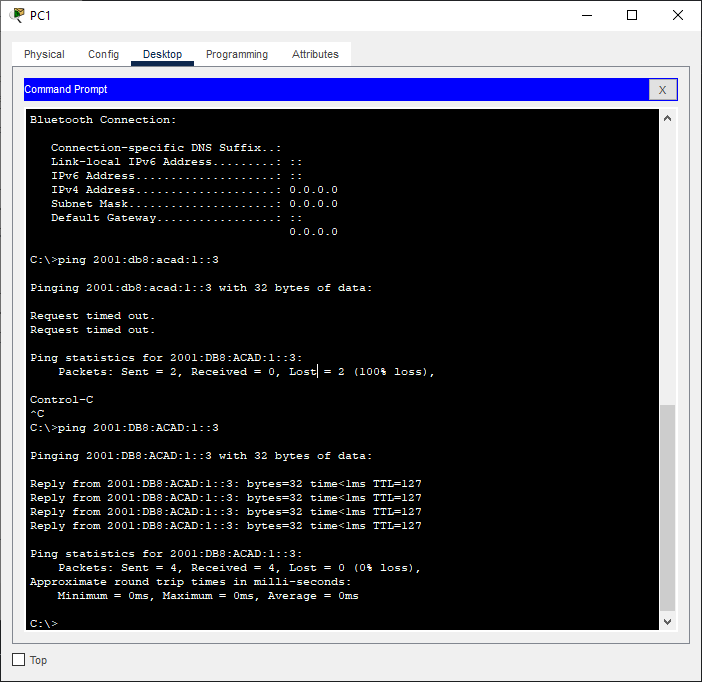 PC1
Physical Config Desktop Programming Attributes
Command Prompt X
Bluetooth Connection:
Connection-specific DNS Suffix..:
Link-local IPv6 Address.........: ::
IPv6 Address....................: ::
IPv4 Address....................: 0.0.0.0
Subnet Mask.....................: 0.0.0.0
Default Gateway.................: ::
0.0.0.0
C:\>ping 2001:db8:acad:1::3
Pinging 2001:db8:acad:1::3 with 32 bytes of data:
Request timed out.
Request timed out.
Ping statistics for 2001:DB8:ACAD:1::3:
Packets: Sent = 2, Received = 0, Lost = 2 (100% loss),
Control-C
^C
C:\>ping 2001:DB8:ACAD:1::3
Pinging 2001:DB8:ACAD:1::3 with 32 bytes of data:
Reply from 2001:DB8:ACAD:1::3: bytes=32 time<1ms TTL=127
Reply from 2001:DB8:ACAD:1::3: bytes=32 time<1ms TTL=127
Reply from 2001:DB8:ACAD:1::3: bytes=32 time<1ms TTL=127
Reply from 2001:DB8:ACAD:1::3: bytes=32 time<1ms TTL=127
Ping statistics for 2001:DB8:ACAD:1::3:
Packets: Sent = 4, Received = 4, Lost = 0 (0% loss),
Approximate round trip times in milli-seconds:
Minimum = 0ms, Maximum = 0ms, Average = 0ms
C:\>
Top